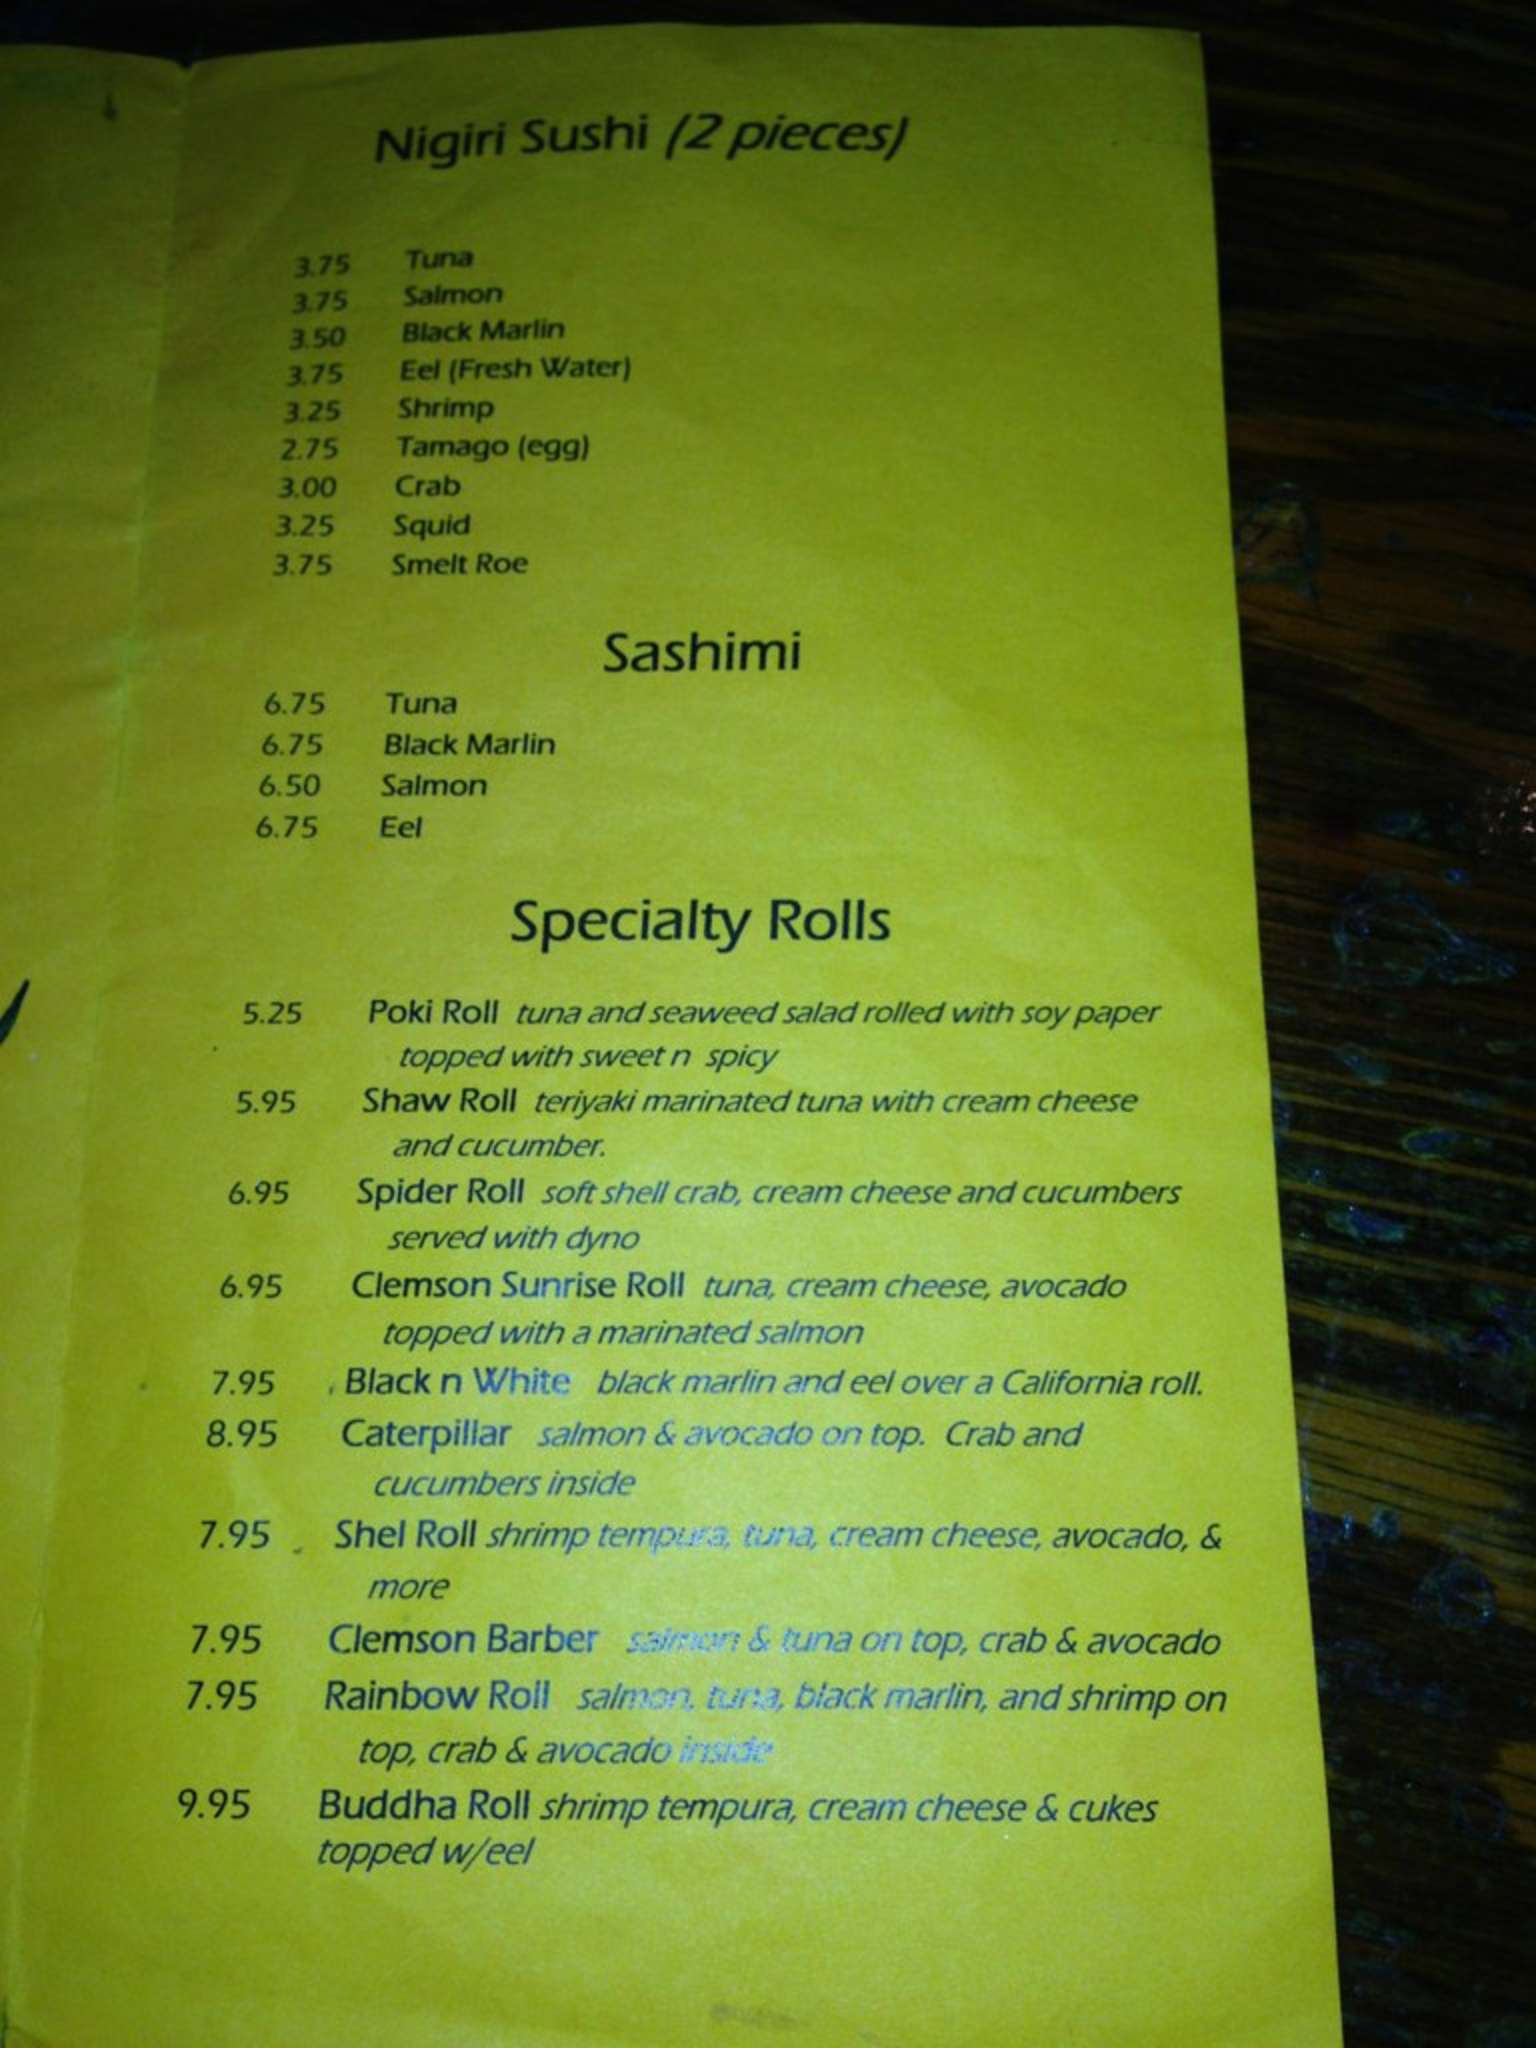 Nigiri Sushi (2 pieces)
3.75 Tuna
3.75 Salmon
3.50 Black Marlin
3.75 Eel (Fresh Water)
3.25 Shrimp
2.75 Tamago (egg)
3.00 Crab
3.25 Squid
3.75 Smelt Roe
Sashimi
6.75 Tuna
6.75 Black Marlin
6.50 Salmon
6.75 Eel
Specialty Rolls
5.25 Poki Roll tuna and seaweed salad rolled with soy paper
topped with sweet n spicy
5.95 Shaw Roll teriyaki marinated tuna with cream cheese
and cucumber.
6.95 Spider Roll soft shell crab, cream cheese and cucumbers
served with dyno
6.95 Clemson Sunrise Roll tuna, cream cheese, avocado
topped with a marinated salmon
7.95 Black n White black marlin and eel over a California roll.
8.95 Caterpillar salmon & avocado on top. Crab and
cucumbers inside
7.95 Shel Roll shrimp tempura, tuna, cream cheese, avocado, &
more
7.95 Clemson Barber salmon & tuna on top, crab & avocado
7.95 Rainbow Roll salmon, tuna, black marlin, and shrimp on
top, crab & avocado inside
9.95 Buddha Roll shrimp tempura, cream cheese & cukes
topped w/eel